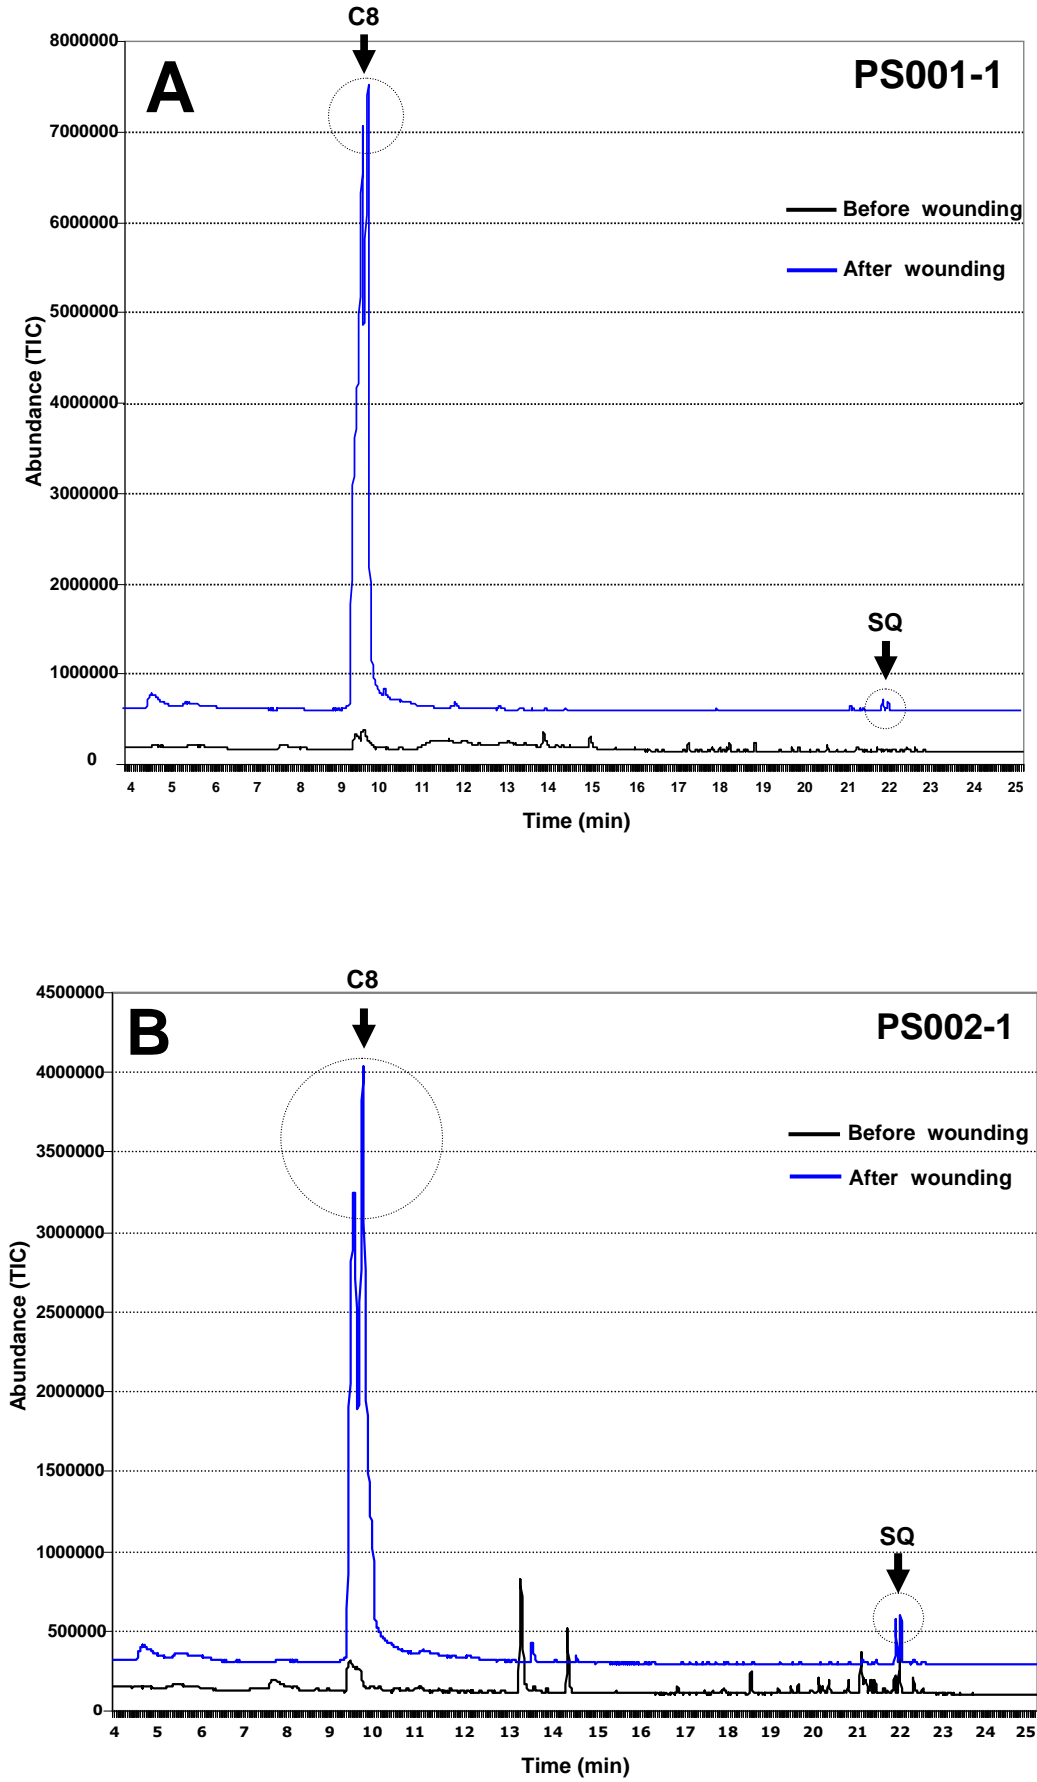 C8
8000000
A
PS001-1
7000000
Before wounding
6000000
After wounding
5000000
Abundance (TIC)
4000000
3000000
2000000
SQ
1000000
0
4 5 6 7 8 9 10 11 12 13 14 15 16 17 18 19 20 21 22 23 24 25
Time (min)
C8
4500000
B
PS002-1
4000000
Before wounding
3500000
After wounding
3000000
Abundance (TIC)
2500000
2000000
1500000
SQ
1000000
500000
0
4 5 6 7 8 9 10 11 12 13 14 15 16 17 18 19 20 21 22 23 24 25
Time (min)